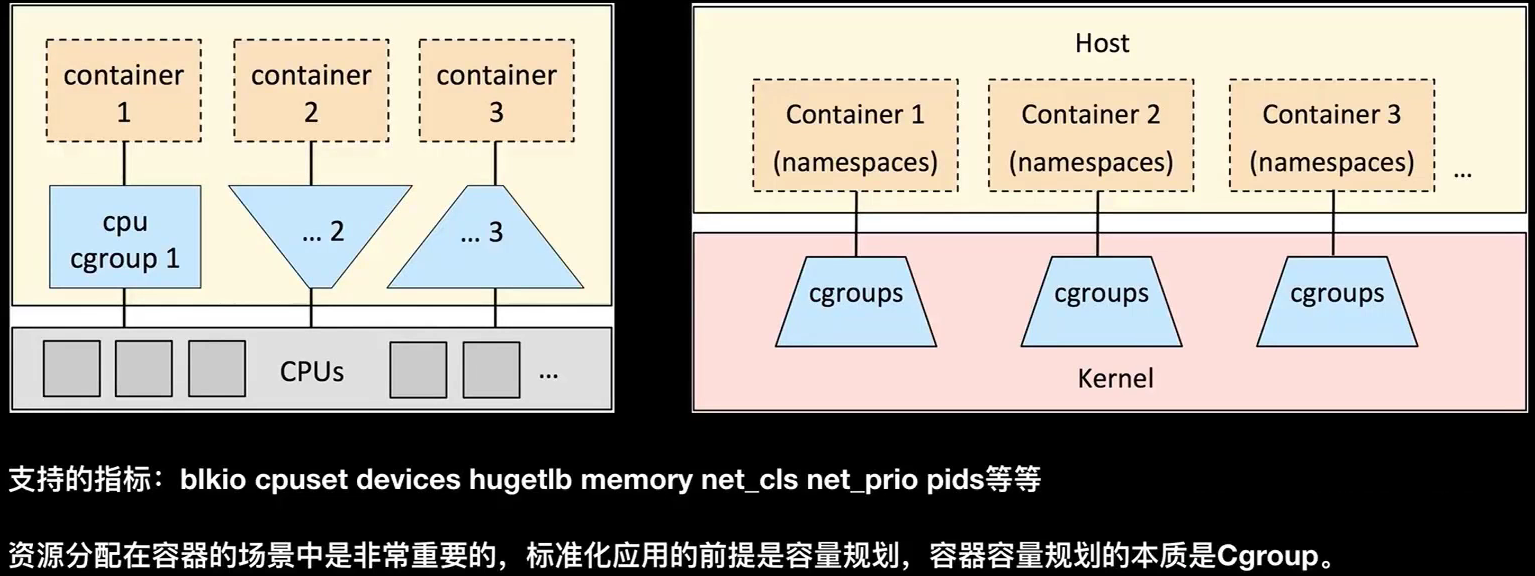 container
1
container
2
container
3
cpu
cgroup 1
... 2
... 3
CPUs
...
Host
Container 1
(namespaces)
Container 2
(namespaces)
Container 3
(namespaces)
...
cgroups
cgroups
cgroups
Kernel
支持的指标：blkio cpuset devices hugetlb memory net_cls net_prio pids等等
资源分配在容器的场景中是非常重要的，标准化应用的前提是容量规划，容器容量规划的本质是Cgroup。